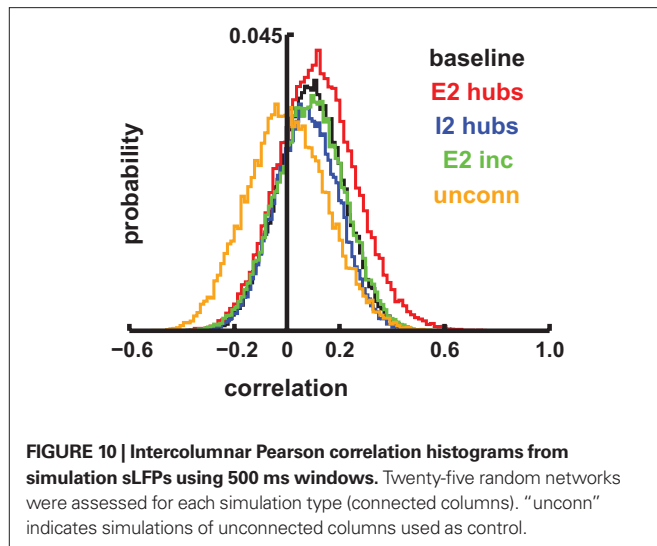 0.045
baseline
E2 hubs
I2 hubs
E2 inc
unconn
probability
−0.6
−0.2
0
0.2
0.6
1.0
correlation
FIGURE 10 | Intercolumnar Pearson correlation histograms from
simulation sLFPs using 500 ms windows. Twenty-five random networks
were assessed for each simulation type (connected columns). “unconn”
indicates simulations of unconnected columns used as control.